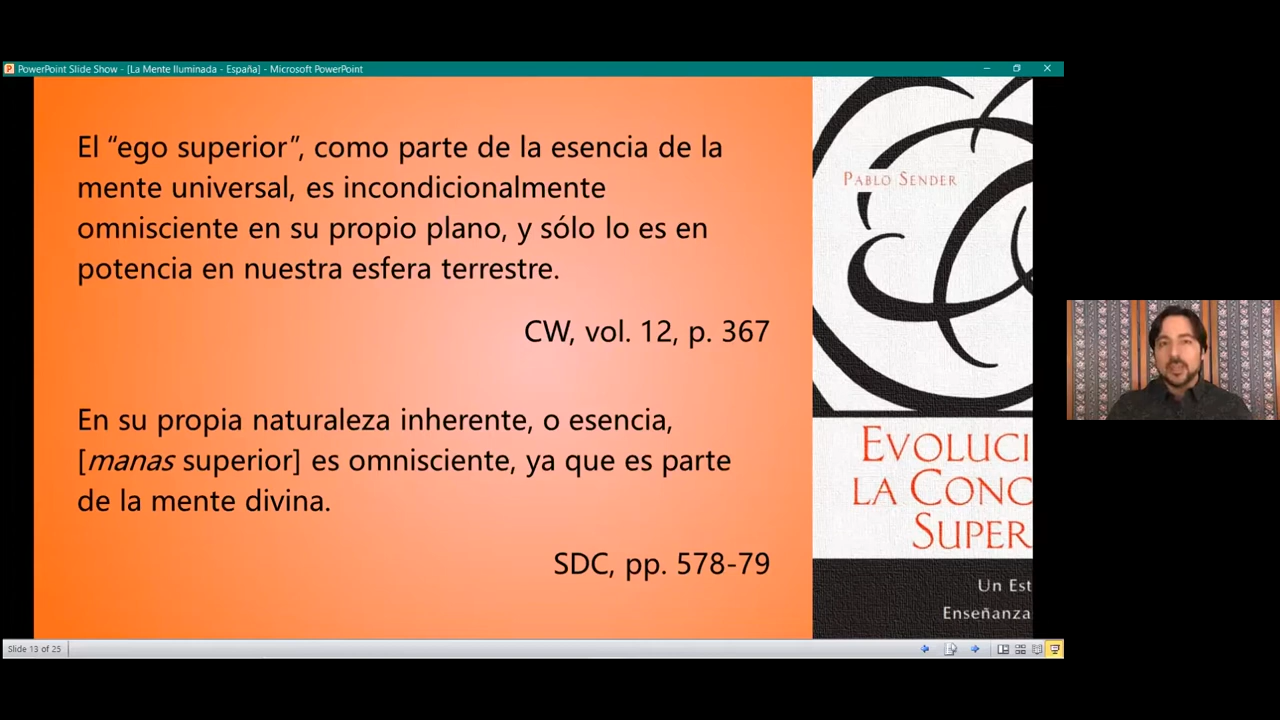 PowerPoint Slide Show - [La Mente Iluminada - España] - Microsoft PowerPoint
El “ego superior”, como parte de la esencia de la
mente universal, es incondicionalmente
omnisciente en su propio plano, y sólo lo es en
potencia en nuestra esfera terrestre.
CW, vol. 12, p. 367
En su propia naturaleza inherente, o esencia,
[manas superior] es omnisciente, ya que es parte
de la mente divina.
SDC, pp. 578-79
PABLO SENDER
EVOLUCI
LA CONC
SUPER
Un Est
Enseñanza
Slide 13 of 25